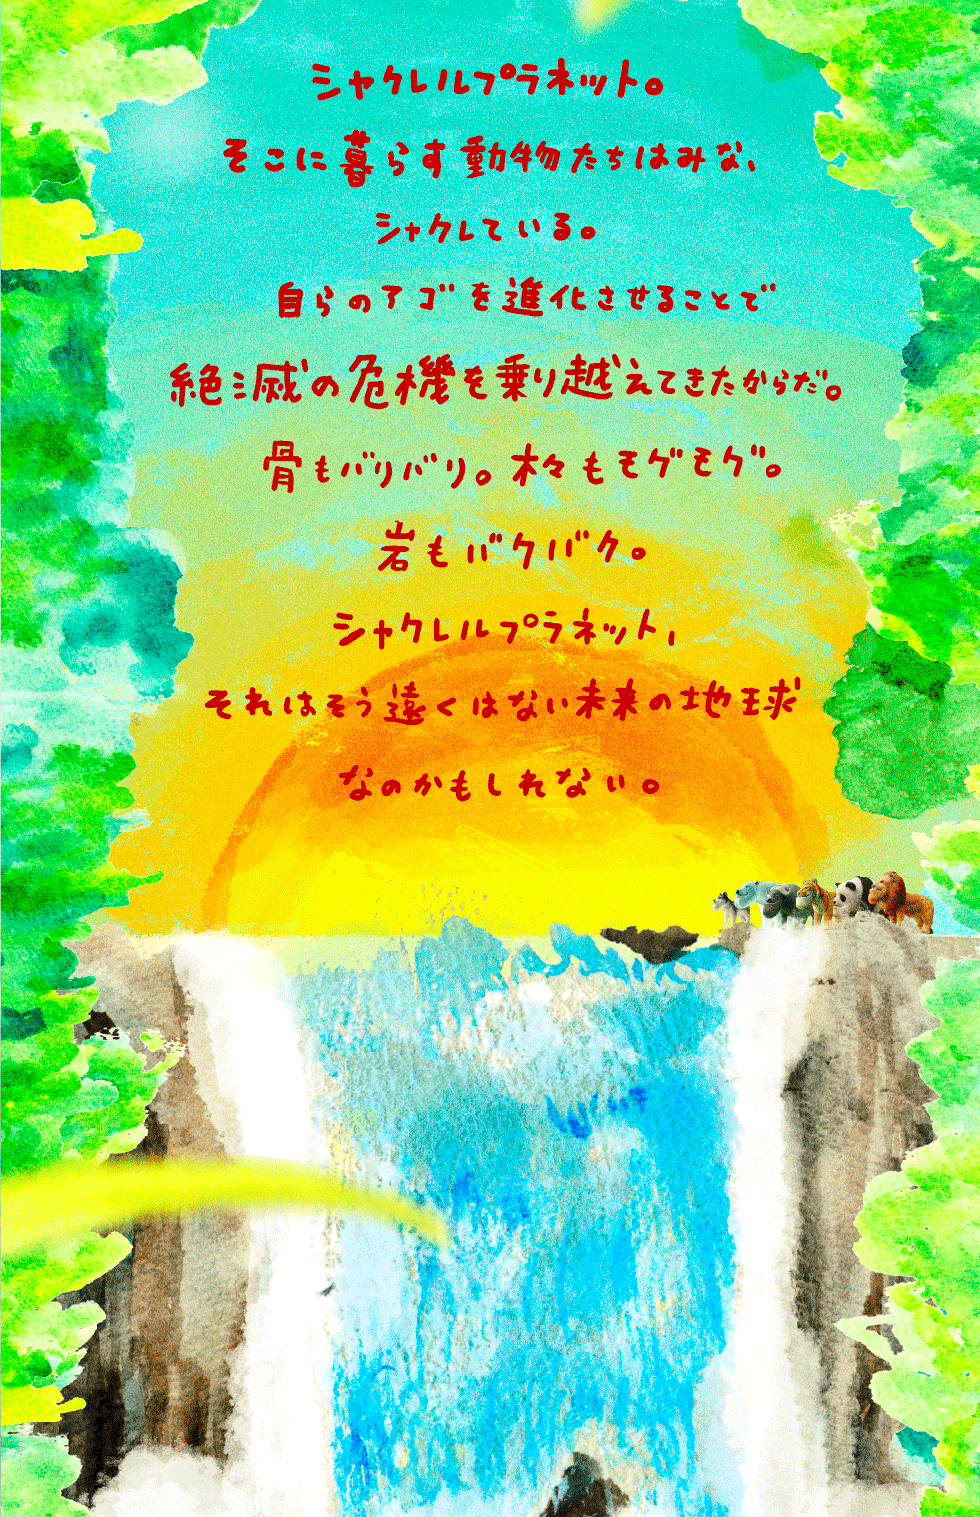 シャクレルプラネット。
そこに暮らす動物たちはみな、
シャクレている。
自らのアゴを進化させることで
絶滅の危機を乗り越えてきたからだ。
骨もバリバリ。木々もモグモグ。
岩もバクバク。
シャクレルプラネット、
それはそう遠くはない未来の地球
なのかもしれない。